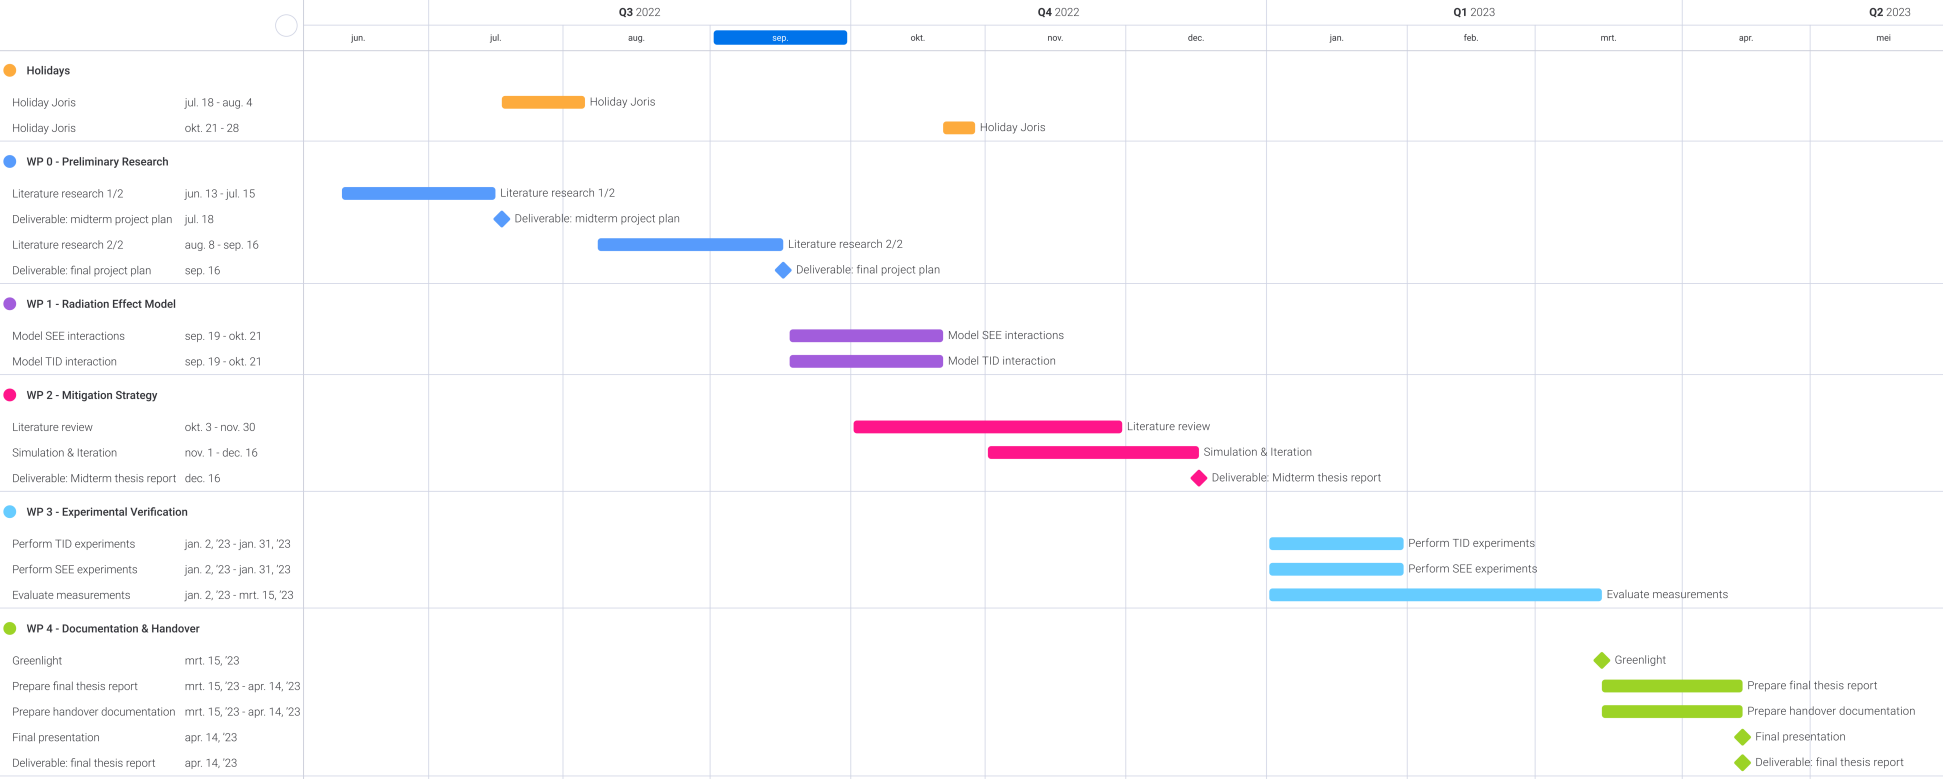 Q3 2022 Q4 2022 Q1 2023 Q2 2023
jun. jul. aug. sep. okt. nov. dec. jan. feb. mrt. apr. mei
Holidays
Holiday Joris jul. 18 - aug. 4 Holiday Joris
Holiday Joris okt. 21 - 28 Holiday Joris
WP 0 - Preliminary Research
Literature research 1/2 jun. 13 - jul. 15 Literature research 1/2
Deliverable: midterm project plan jul. 18 Deliverable: midterm project plan
Literature research 2/2 aug. 8 - sep. 16 Literature research 2/2
Deliverable: final project plan sep. 16 Deliverable: final project plan
WP 1 - Radiation Effect Model
Model SEE interactions sep. 19 - okt. 21 Model SEE interactions
Model TID interaction sep. 19 - okt. 21 Model TID interaction
WP 2 - Mitigation Strategy
Literature review okt. 3 - nov. 30 Literature review
Simulation & Iteration nov. 1 - dec. 16 Simulation & Iteration
Deliverable: Midterm thesis report dec. 16 Deliverable: Midterm thesis report
WP 3 - Experimental Verification
Perform TID experiments jan. 2, '23 - jan. 31, '23 Perform TID experiments
Perform SEE experiments jan. 2, '23 - jan. 31, '23 Perform SEE experiments
Evaluate measurements jan. 2, '23 - mrt. 15, '23 Evaluate measurements
WP 4 - Documentation & Handover
Greenlight mrt. 15, '23 Greenlight
Prepare final thesis report mrt. 15, '23 - apr. 14, '23 Prepare final thesis report
Prepare handover documentation mrt. 15, '23 - apr. 14, '23 Prepare handover documentation
Final presentation apr. 14, '23 Final presentation
Deliverable: final thesis report apr. 14, '23 Deliverable: final thesis report